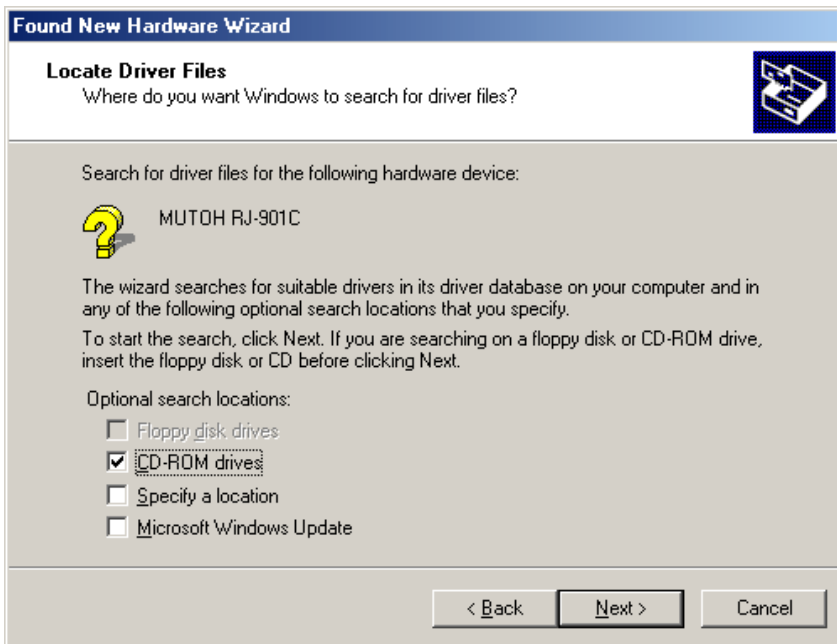 Found New Hardware Wizard
Locate Driver Files
Where do you want Windows to search for driver files?
Search for driver files for the following hardware device:
MUTOH RJ-901C
The wizard searches for suitable drivers in its driver database on your computer and in
any of the following optional search locations that you specify.
To start the search, click Next. If you are searching on a floppy disk or CD-ROM drive,
insert the floppy disk or CD before clicking Next.
Optional search locations:
Floppy disk drives
CD-ROM drives
Specify a location
Microsoft Windows Update
< Back Next > Cancel